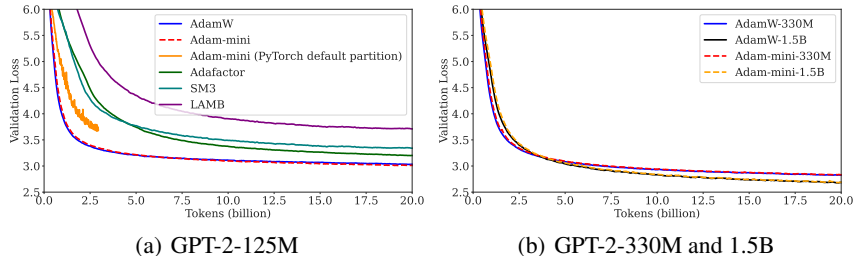 Validation Loss
6.0
5.5
5.0
4.5
4.0
3.5
3.0
2.5
0.0 2.5 5.0 7.5 10.0 12.5 15.0 17.5 20.0
Tokens (billion)
AdamW
Adam-mini
Adam-mini (PyTorch default partition)
Adafactor
SM3
LAMB
(a) GPT-2-125M
Validation Loss
6.0
5.5
5.0
4.5
4.0
3.5
3.0
2.5
0.0 2.5 5.0 7.5 10.0 12.5 15.0 17.5 20.0
Tokens (billion)
AdamW-330M
AdamW-1.5B
Adam-mini-330M
Adam-mini-1.5B
(b) GPT-2-330M and 1.5B